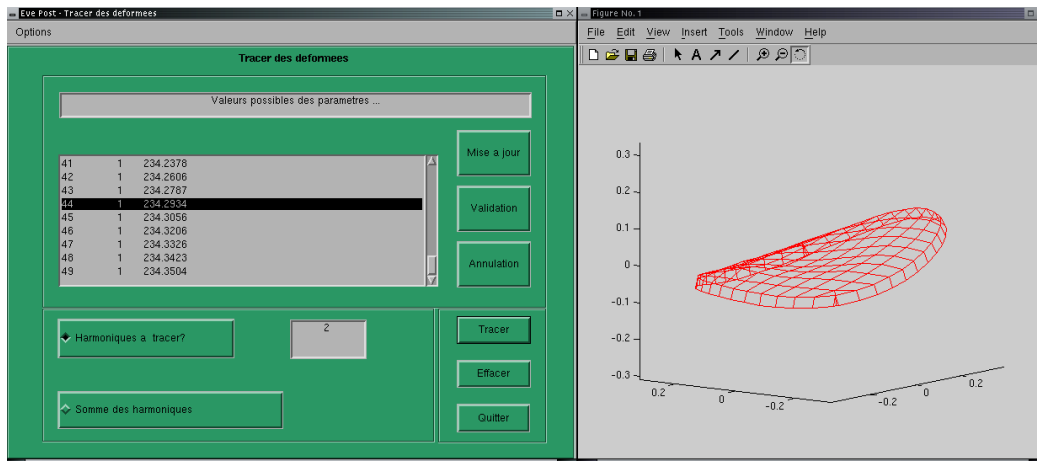 Eve Post - Tracer des deformees
Options
Tracer des deformees
Valeurs possibles des parametres ...
41 1 234.2378
42 1 234.2606
43 1 234.2787
44 1 234.2934
45 1 234.3056
46 1 234.3206
47 1 234.3326
48 1 234.3423
49 1 234.3504
Mise a jour
Validation
Annulation
Harmoniques a tracer?
2
Somme des harmoniques
Tracer
Effacer
Quitter
Figure No. 1
File Edit View Insert Tools Window Help
A
0.3
0.2
0.1
0
-0.1
-0.2
-0.3
0.2 0 -0.2
-0.2 0 0.2